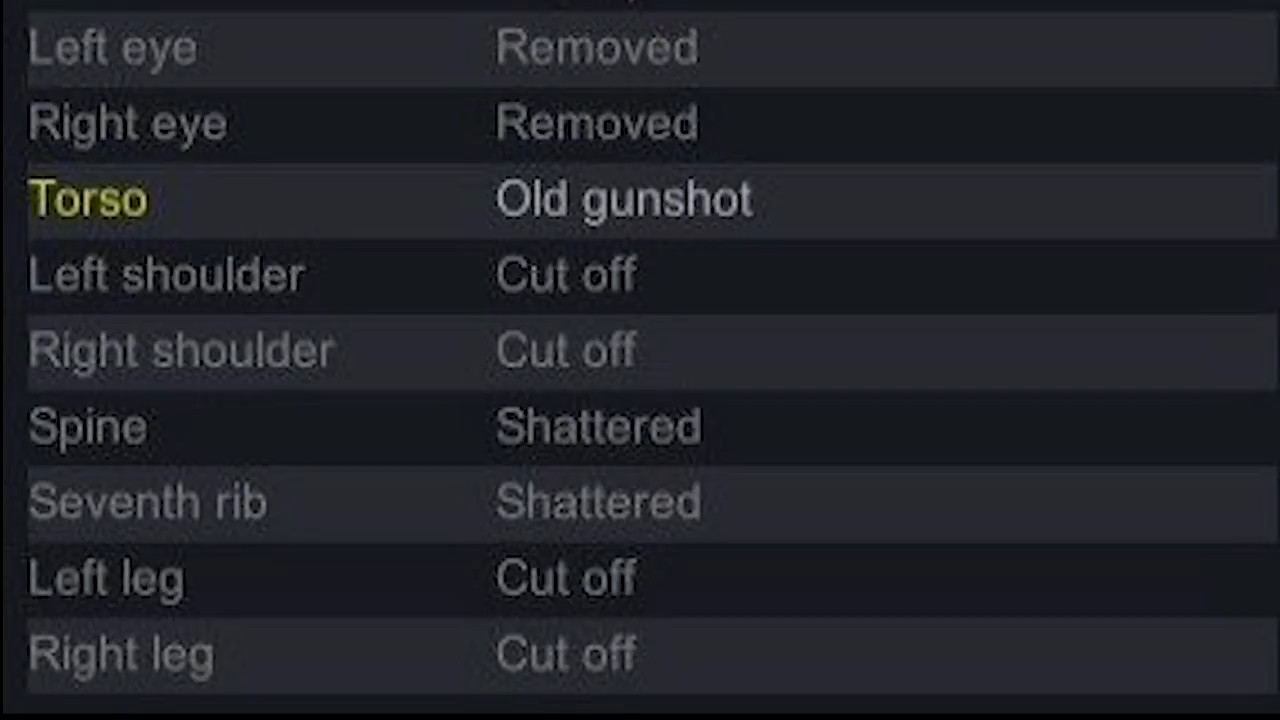 Left eye Removed
Right eye Removed
Torso Old gunshot
Left shoulder Cut off
Right shoulder Cut off
Spine Shattered
Seventh rib Shattered
Left leg Cut off
Right leg Cut off